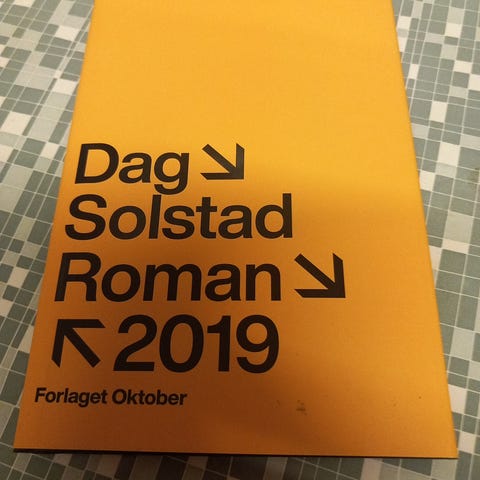 Dag ↘
Solstad
Roman ↘
↖ 2019
Forlaget Oktober